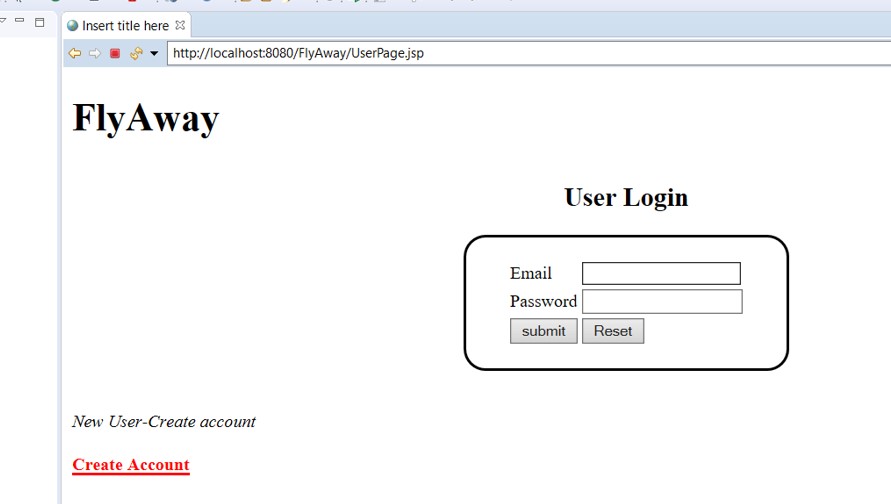 Insert title here
http://localhost:8080/FlyAway/UserPage.jsp
FlyAway
User Login
Email
Password
submit Reset
New User-Create account
Create Account